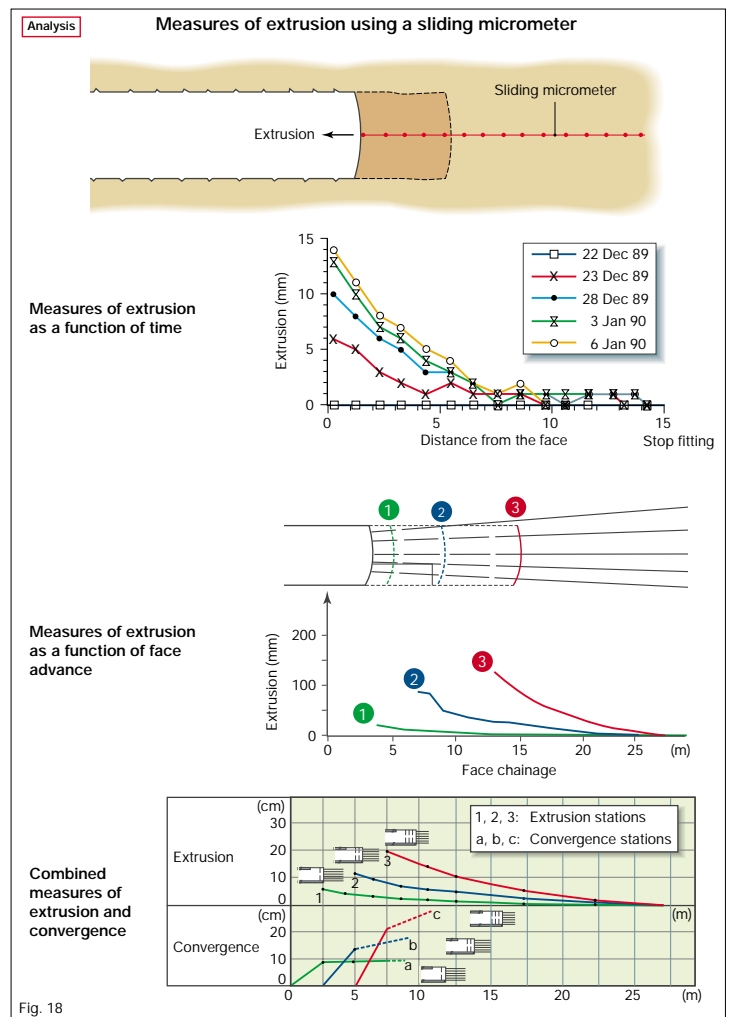 Analysis
Measures of extrusion using a sliding micrometer
Sliding micrometer
Extrusion
Measures of extrusion
as a function of time
Extrusion (mm)
15
10
5
0
22 Dec 89
23 Dec 89
28 Dec 89
3 Jan 90
6 Jan 90
0
5
10
15
Distance from the face
Stop fitting
1
2
3
Measures of extrusion
as a function of face
advance
Extrusion (mm)
200
100
0
1
2
3
0
5
10
15
20
25
(m)
Face chainage
Combined
measures of
extrusion and
convergence
Extrusion
(cm)
30
20
10
0
1, 2, 3: Extrusion stations
a, b, c: Convergence stations
1
2
3
(m)
Convergence
(cm)
20
10
0
c
b
a
0
5
10
15
20
25
(m)
Fig. 18